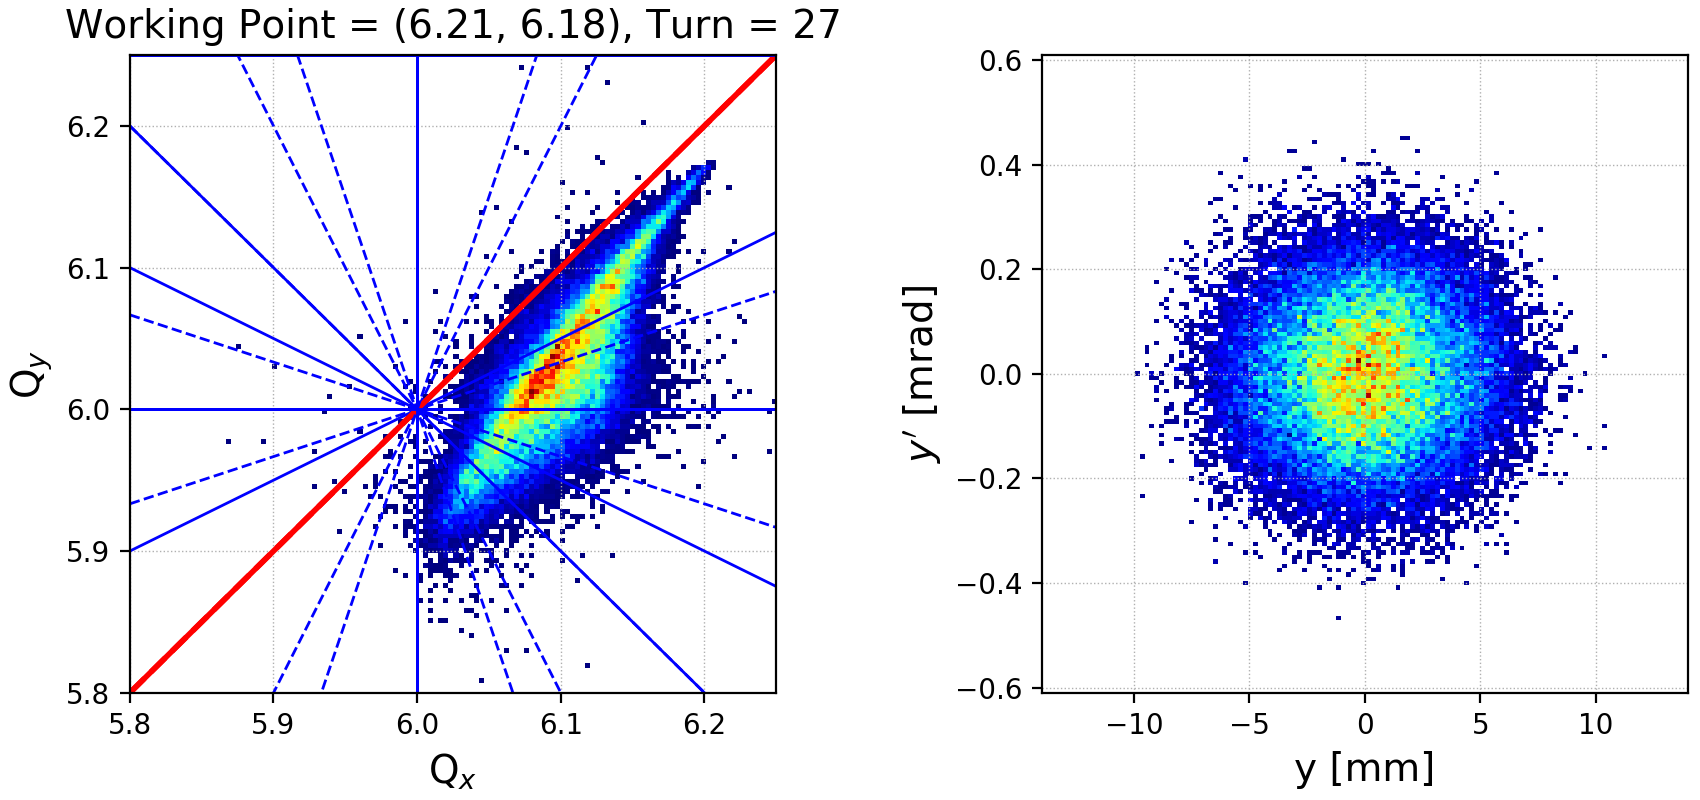 Working Point = (6.21, 6.18), Turn = 27
6.2
6.1
6.0
5.9
5.8
Q_y
5.8 5.9 6.0 6.1 6.2
Q_x
0.6
0.4
0.2
0.0
−0.2
−0.4
−0.6
y′ [mrad]
−10 −5 0 5 10
y [mm]